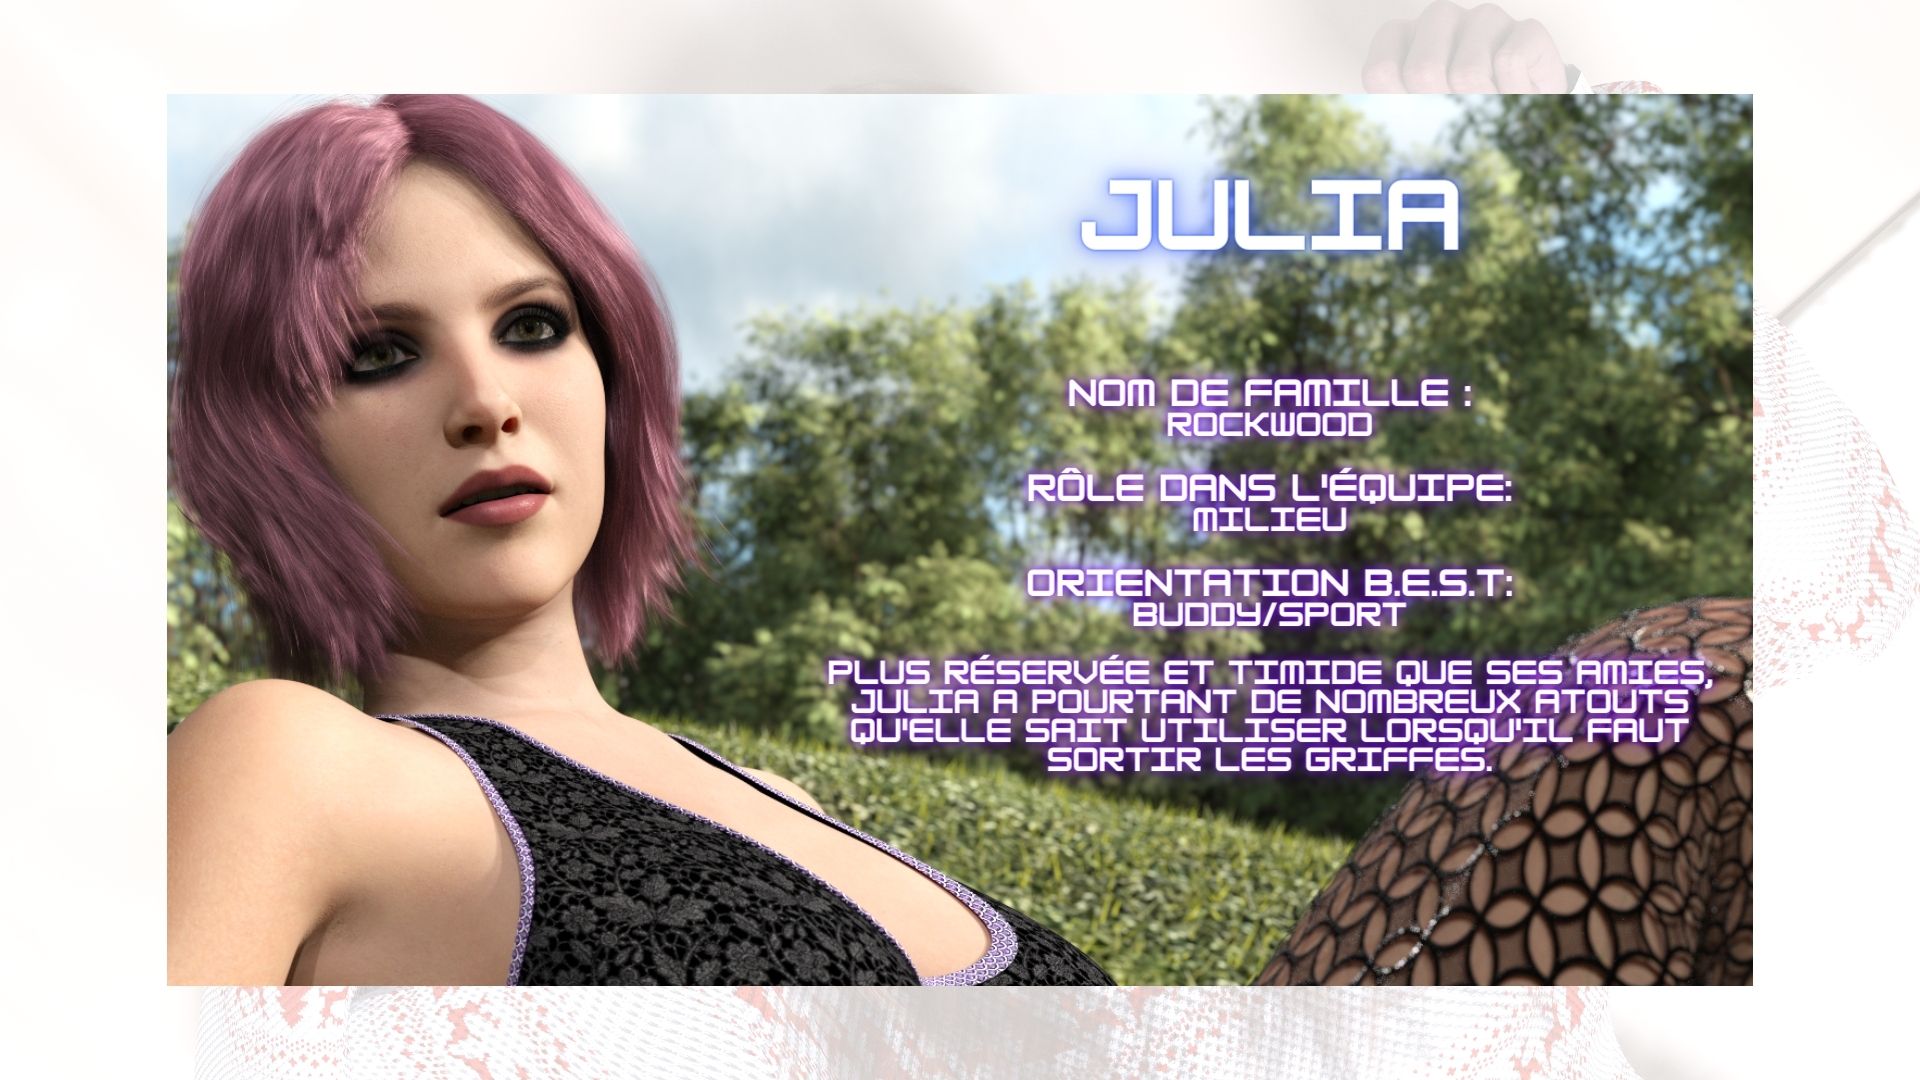 JULIA
NOM DE FAMILLE :
ROCKWOOD
RÔLE DANS L'ÉQUIPE:
MILIEU
ORIENTATION B.E.S.T:
BUDDY/SPORT
PLUS RÉSERVÉE ET TIMIDE QUE SES AMIES,
JULIA A POURTANT DE NOMBREUX ATOUTS
QU'ELLE SAIT UTILISER LORSQU'IL FAUT
SORTIR LES GRIFFES.